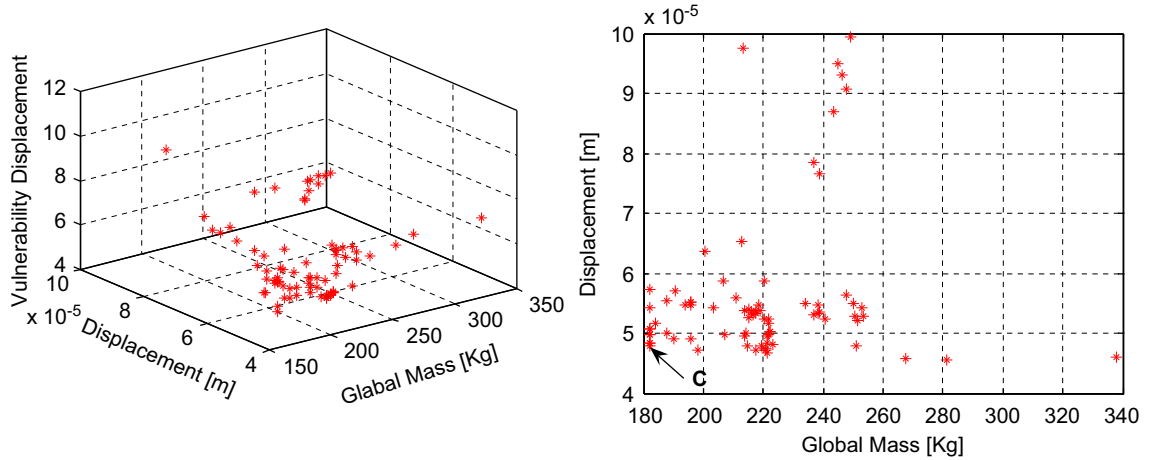 Vulnerability Displacement
12
10
8
6
4
10
8
6
4
x 10-5
Displacement [m]
150
200
250
300
350
Glabal Mass [Kg]
x 10-5
10
9
8
7
6
5
4
Displacement [m]
C
180 200 220 240 260 280 300 320 340
Global Mass [Kg]